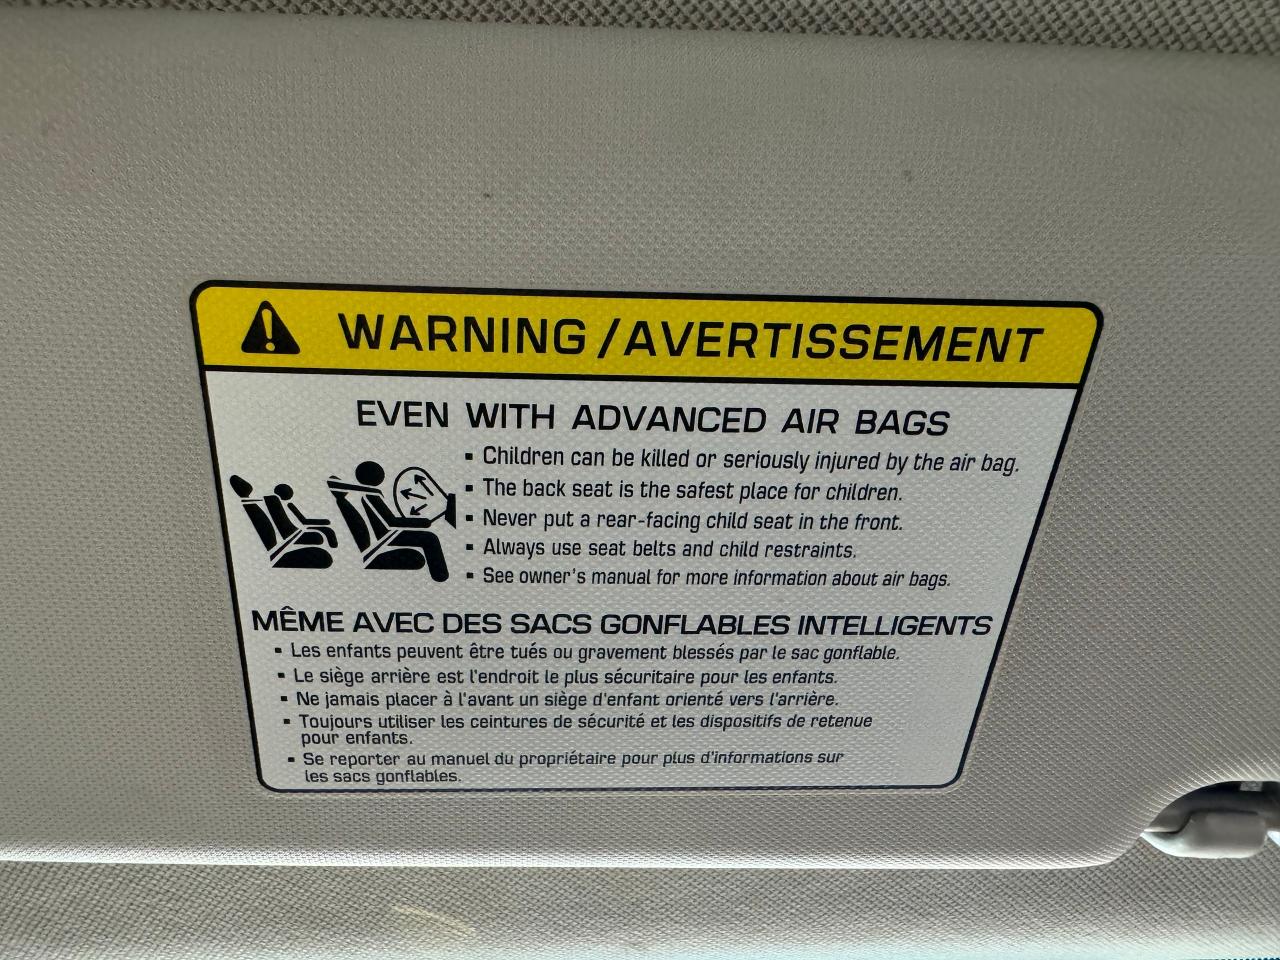 WARNING/AVERTISSEMENT
EVEN WITH ADVANCED AIR BAGS
▪ Children can be killed or seriously injured by the air bag.
▪ The back seat is the safest place for children.
▪ Never put a rear-facing child seat in the front.
▪ Always use seat belts and child restraints.
▪ See owner's manual for more information about air bags.
MÊME AVEC DES SACS GONFLABLES INTELLIGENTS
▪ Les enfants peuvent être tués ou gravement blessés par le sac gonflable.
▪ Le siège arrière est l'endroit le plus sécuritaire pour les enfants.
▪ Ne jamais placer à l'avant un siège d'enfant orienté vers l'arrière.
▪ Toujours utiliser les ceintures de sécurité et les dispositifs de retenue
pour enfants.
▪ Se reporter au manuel du propriétaire pour plus d'informations sur
les sacs gonflables.